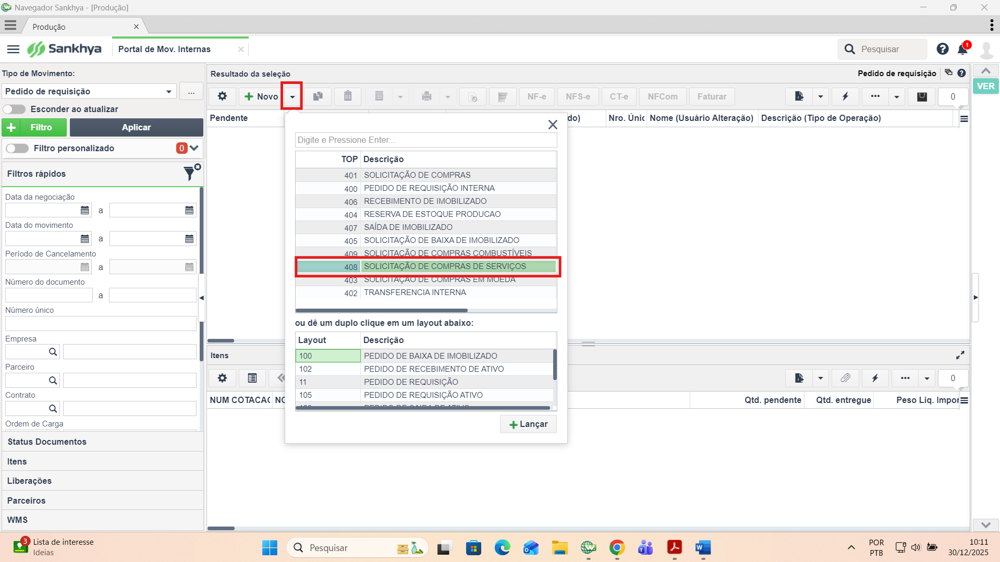 Navegador Sankhya - [Produção]
Produção
Sankhya
Portal de Mov. Internas
Pesquisar
1
Tipo de Movimento:
Pedido de requisição
...
Esconder ao atualizar
Filtro
Aplicar
Filtro personalizado
0
Filtros rápidos
Data da negociação
a
Data do movimento
a
Período de Cancelamento
a
Número do documento
a
Número único
Empresa
Parceiro
Contrato
Ordem de Carga
Status Documentos
Itens
Liberações
Parceiros
WMS
Resultado da seleção
Pedido de requisição
VER
Novo
NF-e
NFS-e
CT-e
NFCom
Faturar
0
Pendente
do)
Nro. Únic
Nome (Usuário Alteração)
Descrição (Tipo de Operação)
Digite e Pressione Enter...
TOP Descrição
401 SOLICITAÇÃO DE COMPRAS
400 PEDIDO DE REQUISIÇÃO INTERNA
406 RECEBIMENTO DE IMOBILIZADO
404 RESERVA DE ESTOQUE PRODUCAO
407 SAÍDA DE IMOBILIZADO
405 SOLICITAÇÃO DE BAIXA DE IMOBILIZADO
409 SOLICITAÇÃO DE COMPRAS COMBUSTÍVEIS
408 SOLICITAÇÃO DE COMPRAS DE SERVIÇOS
403 SOLICITAÇÃO DE COMPRAS EM MOEDA
402 TRANSFERENCIA INTERNA
ou dê um duplo clique em um layout abaixo:
Layout Descrição
100 PEDIDO DE BAIXA DE IMOBILIZADO
102 PEDIDO DE RECEBIMENTO DE ATIVO
11 PEDIDO DE REQUISIÇÃO
105 PEDIDO DE REQUISIÇÃO ATIVO
Lançar
Itens
0
NUM COTACAÇ
Qtd. pendente
Qtd. entregue
Peso Liq. Impor
3
Lista de interesse
Ideias
Pesquisar
POR
PTB
10:11
30/12/2025